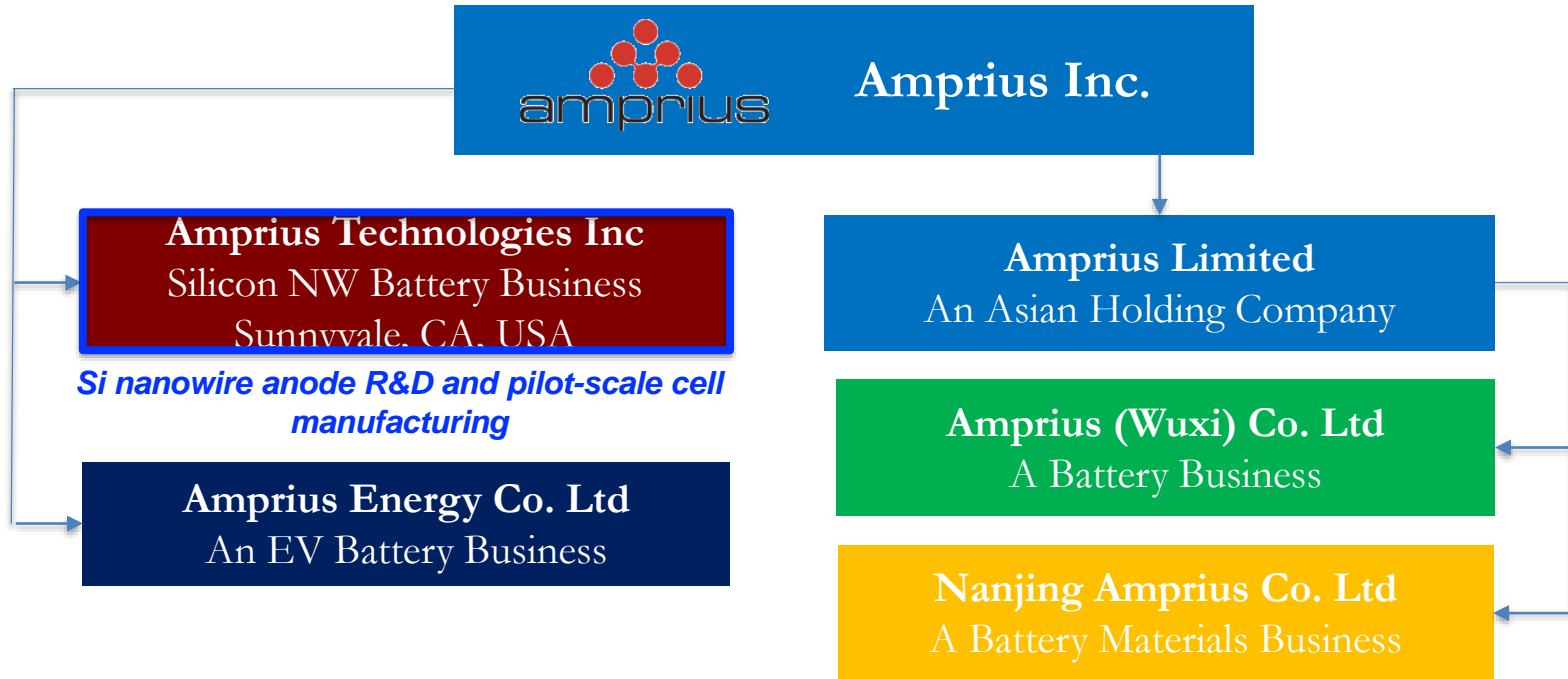 amprius
Amprius Inc.
Amprius Technologies Inc
Silicon NW Battery Business
Sunnyvale, CA, USA
Si nanowire anode R&D and pilot-scale cell
manufacturing
Amprius Energy Co. Ltd
An EV Battery Business
Amprius Limited
An Asian Holding Company
Amprius (Wuxi) Co. Ltd
A Battery Business
Nanjing Amprius Co. Ltd
A Battery Materials Business